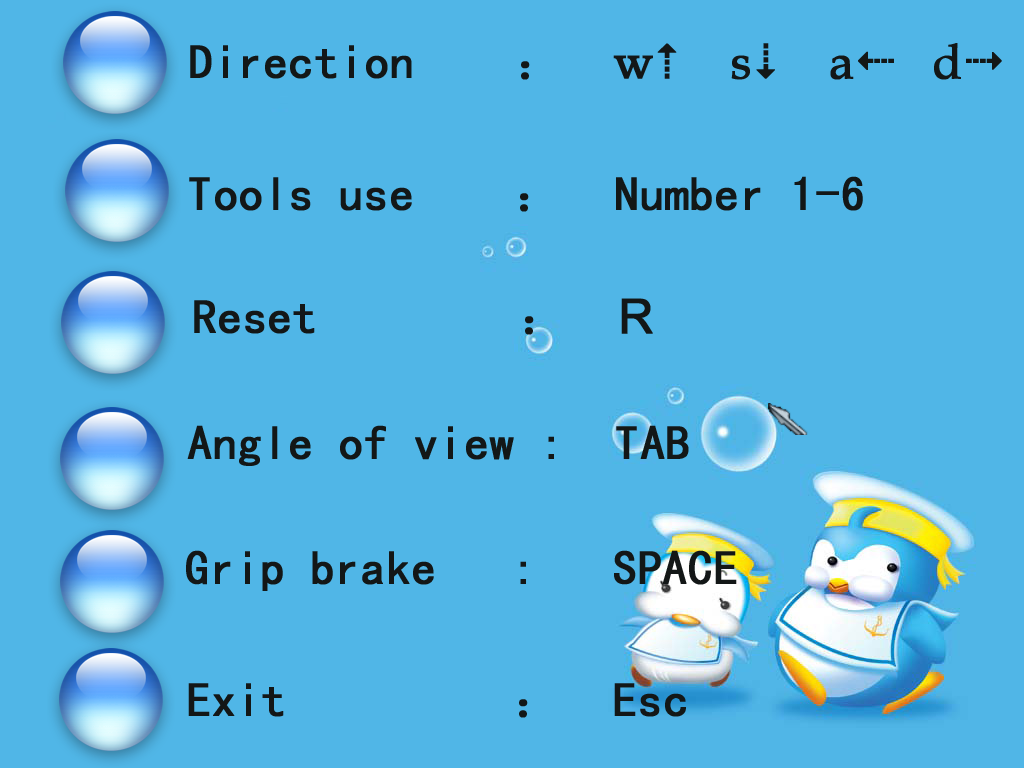 Direction : w⇡ s⇣ a⇠ d⇢
Tools use : Number 1-6
Reset : R
Angle of view : TAB
Grip brake : SPACE
Exit : Esc